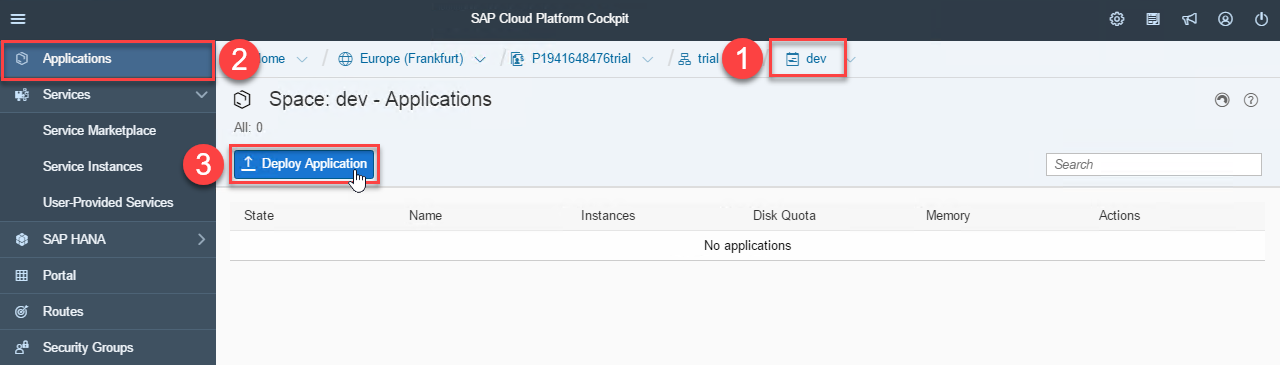 SAP Cloud Platform Cockpit
Applications
2
ome / Europe (Frankfurt) / P1941648476trial / trial
1
dev
Services
Space: dev - Applications
All: 0
Service Marketplace
3
Deploy Application
Search
Service Instances
User-Provided Services
State Name Instances Disk Quota Memory Actions
No applications
SAP HANA
Portal
Routes
Security Groups